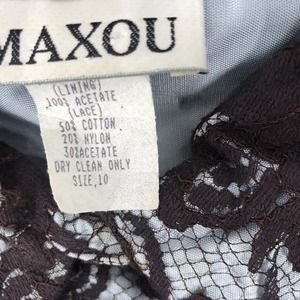 MAXOU
(LINING)
100% ACETATE
(LACE)
50% COTTON
20% NYLON
30%ACETATE
DRY CLEAN ONLY
SIZE,10